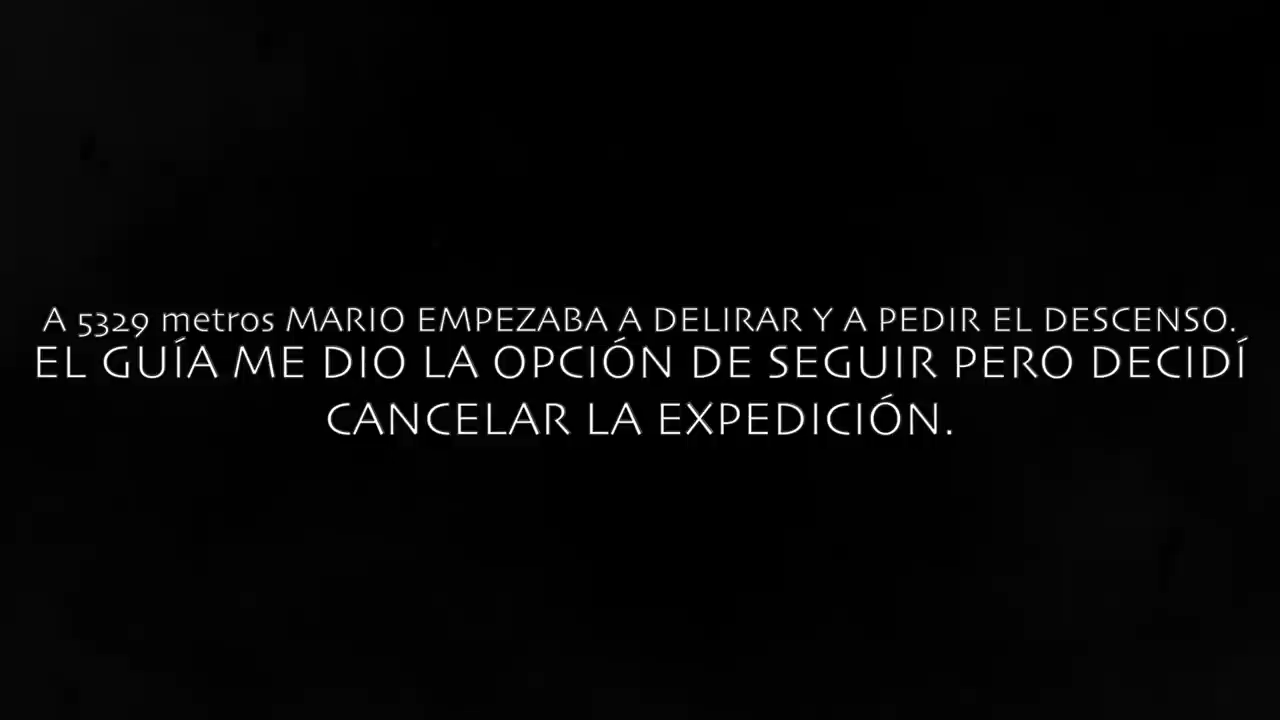 A 5329 metros MARIO EMPEZABA A DELIRAR Y A PEDIR EL DESCENSO.
EL GUÍA ME DIO LA OPCIÓN DE SEGUIR PERO DECIDÍ
CANCELAR LA EXPEDICIÓN.